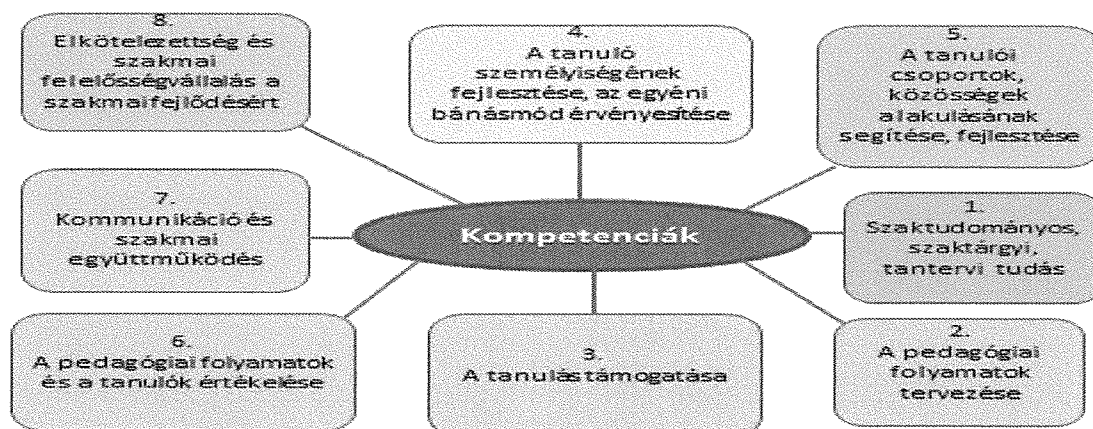 8.
Elkötelezettség és
szakmai
felelősségvállalás a
szakmai fejlődésért
4.
A tanuló
személyiségének
fejlesztése, az egyéni
bánásmód érvényesítése
5.
A tanulói
csoportok,
közösségek
alakulásának
segítése, fejlesztése
7.
Kommunikáció és
szakmai
együttműködés
Kompetenciák
1.
Szaktudományos,
szaktárgyi,
tantervi tudás
6.
A pedagógiai folyamatok
és a tanulók értékelése
3.
A tanulás támogatása
2.
A pedagógiai
folyamatok
tervezése